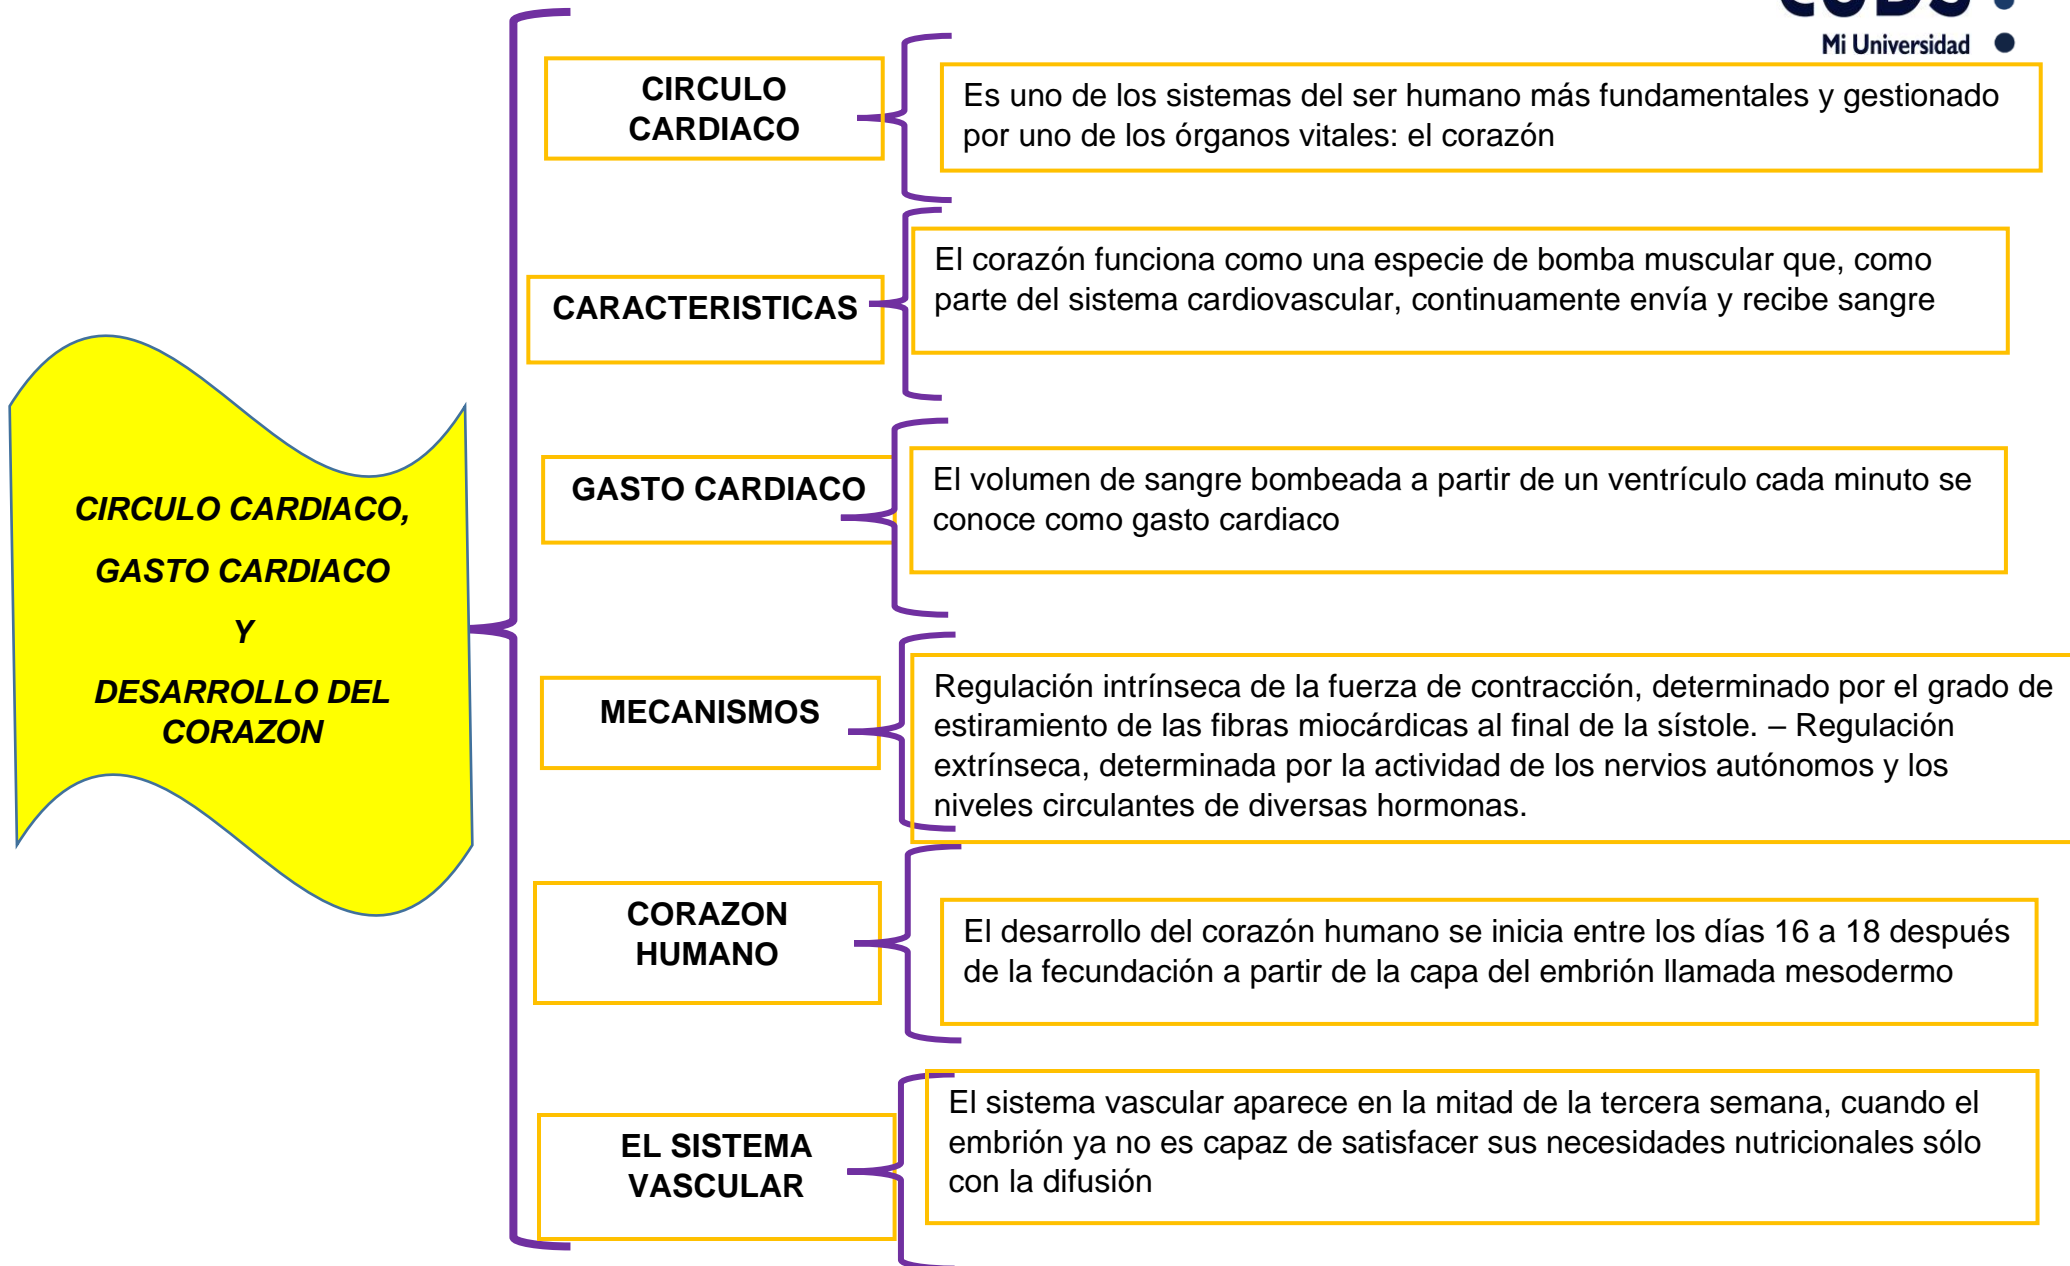 Mi Universidad
CIRCULO
CARDIACO
Es uno de los sistemas del ser humano más fundamentales y gestionado
por uno de los órganos vitales: el corazón
CARACTERISTICAS
El corazón funciona como una especie de bomba muscular que, como
parte del sistema cardiovascular, continuamente envía y recibe sangre
CIRCULO CARDIACO,
GASTO CARDIACO
Y
DESARROLLO DEL
CORAZON
GASTO CARDIACO
El volumen de sangre bombeada a partir de un ventrículo cada minuto se
conoce como gasto cardiaco
MECANISMOS
Regulación intrínseca de la fuerza de contracción, determinado por el grado de
estiramiento de las fibras miocárdicas al final de la sístole. – Regulación
extrínseca, determinada por la actividad de los nervios autónomos y los
niveles circulantes de diversas hormonas.
CORAZON
HUMANO
El desarrollo del corazón humano se inicia entre los días 16 a 18 después
de la fecundación a partir de la capa del embrión llamada mesodermo
EL SISTEMA
VASCULAR
El sistema vascular aparece en la mitad de la tercera semana, cuando el
embrión ya no es capaz de satisfacer sus necesidades nutricionales sólo
con la difusión